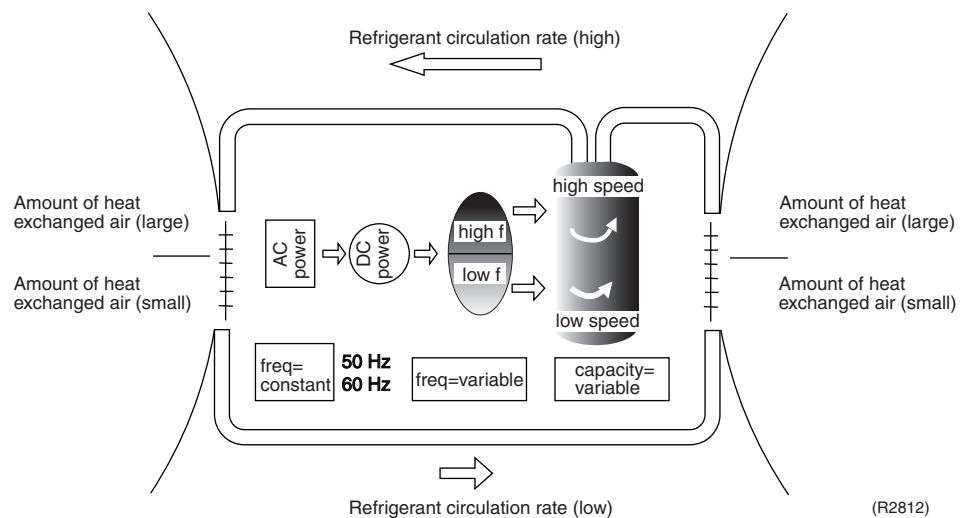 Refrigerant circulation rate (high)
Amount of heat
exchanged air (large)
Amount of heat
exchanged air (small)
AC
power
DC
power
high f
low f
high speed
low speed
Amount of heat
exchanged air (large)
Amount of heat
exchanged air (small)
freq=
constant
50 Hz
60 Hz
freq=variable
capacity=
variable
Refrigerant circulation rate (low)
(R2812)